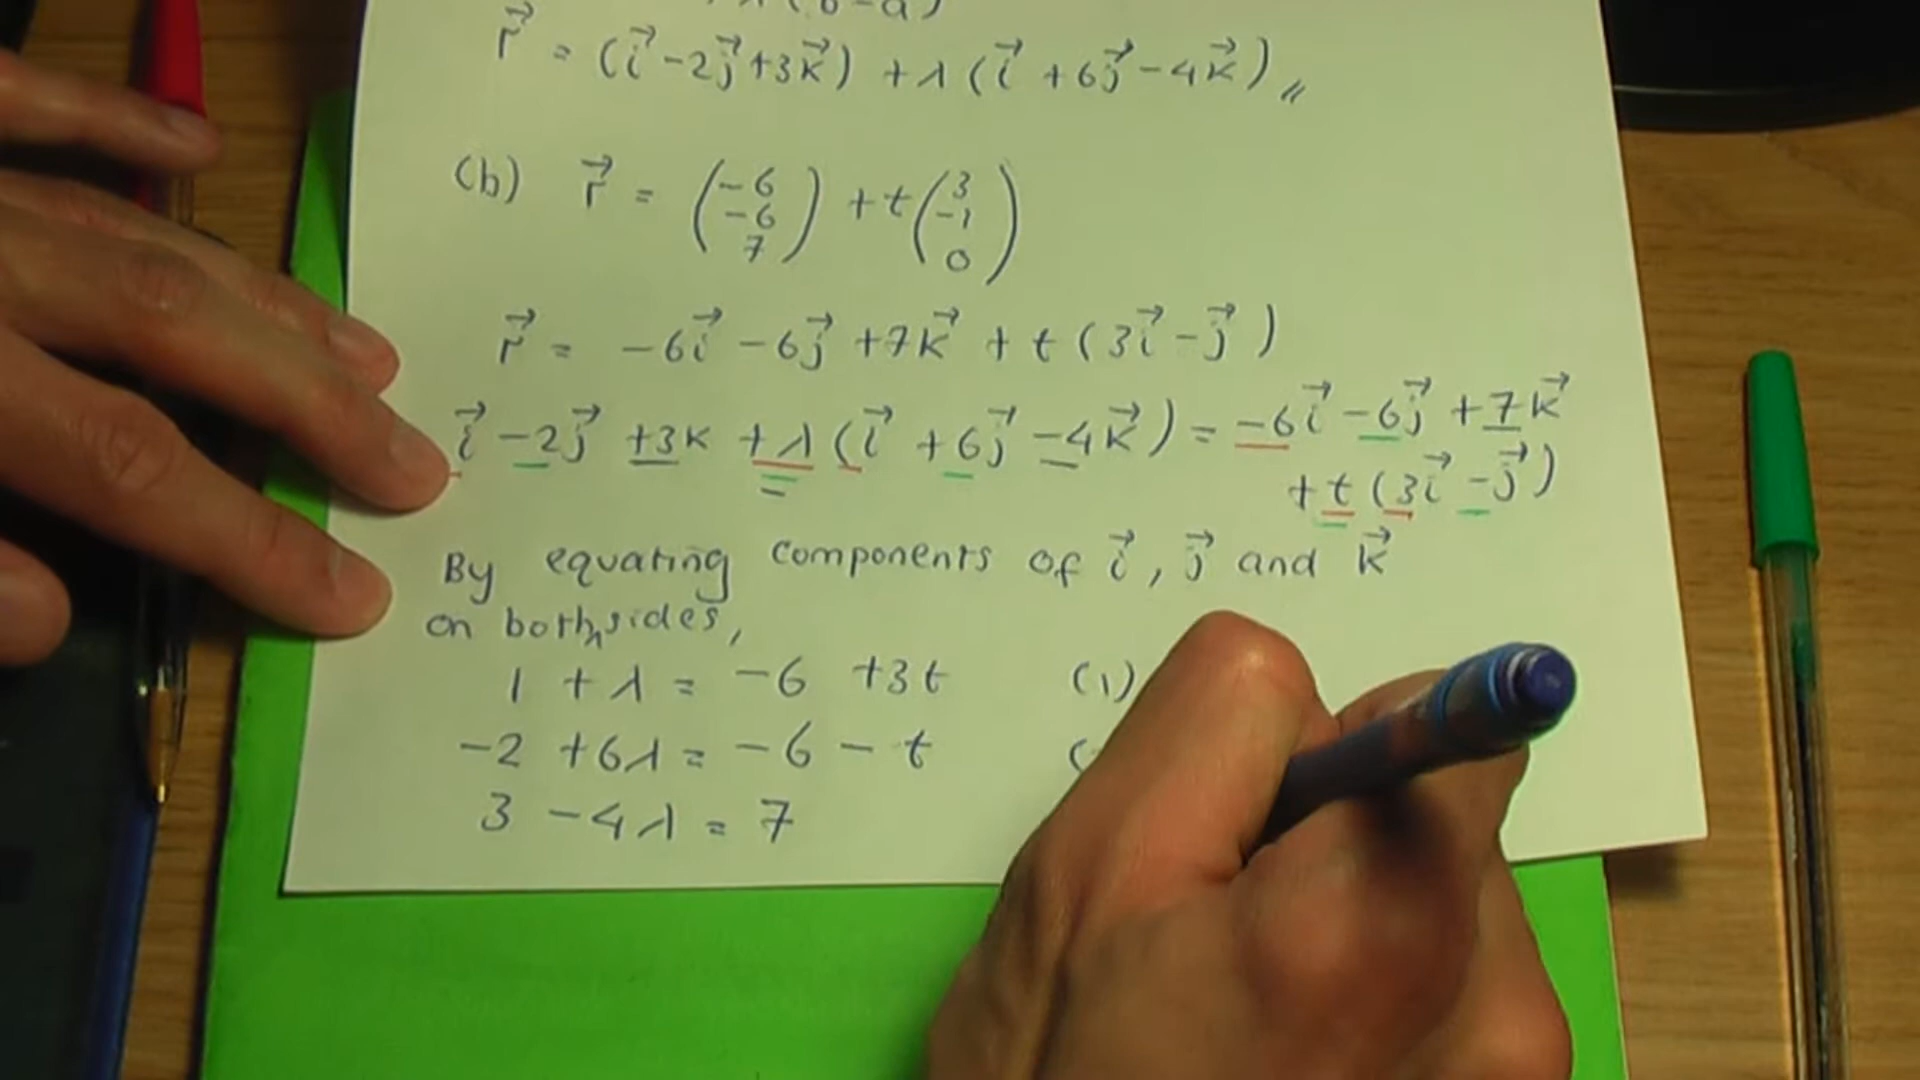 λ(b-a)
r⃗ = (i⃗ -2j⃗ +3k⃗) + λ(i⃗ + 6j⃗ - 4k⃗) //
(b) r⃗ = (-6 -6 7) + t (3 -1 0)
r⃗ = -6i⃗ - 6j⃗ + 7k⃗ + t (3i⃗ - j⃗)
i⃗ - 2j⃗ + 3k + λ (i⃗ + 6j⃗ - 4k⃗) = -6i⃗ - 6j⃗ + 7k⃗
+ t (3i⃗ - j⃗)
By equating components of i⃗, j⃗ and k⃗
on both sides,
1 + λ = -6 + 3t (1)
-2 + 6λ = -6 - t (
3 - 4λ = 7